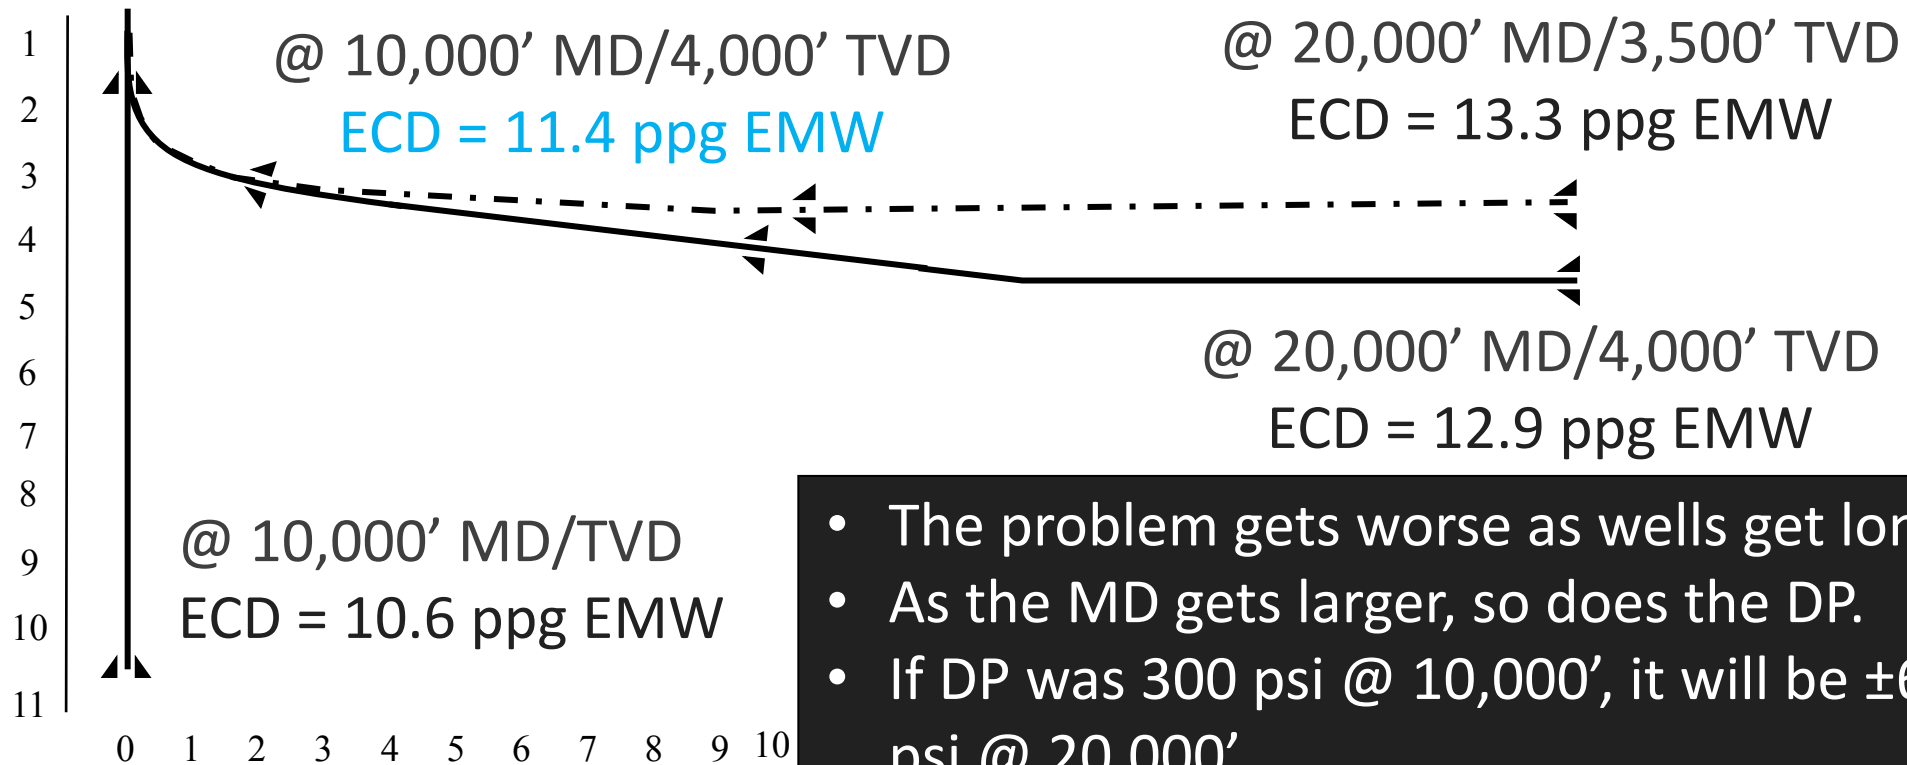 1
2
3
4
5
6
7
8
9
10
11
@ 10,000’ MD/4,000’ TVD
ECD = 11.4 ppg EMW
@ 20,000’ MD/3,500’ TVD
ECD = 13.3 ppg EMW
@ 20,000’ MD/4,000’ TVD
ECD = 12.9 ppg EMW
@ 10,000’ MD/TVD
ECD = 10.6 ppg EMW
• The problem gets worse as wells get
• As the MD gets larger, so does the DP.
• If DP was 300 psi @ 10,000’, it will be
psi @ 20,000’
0 1 2 3 4 5 6 7 8 9 10